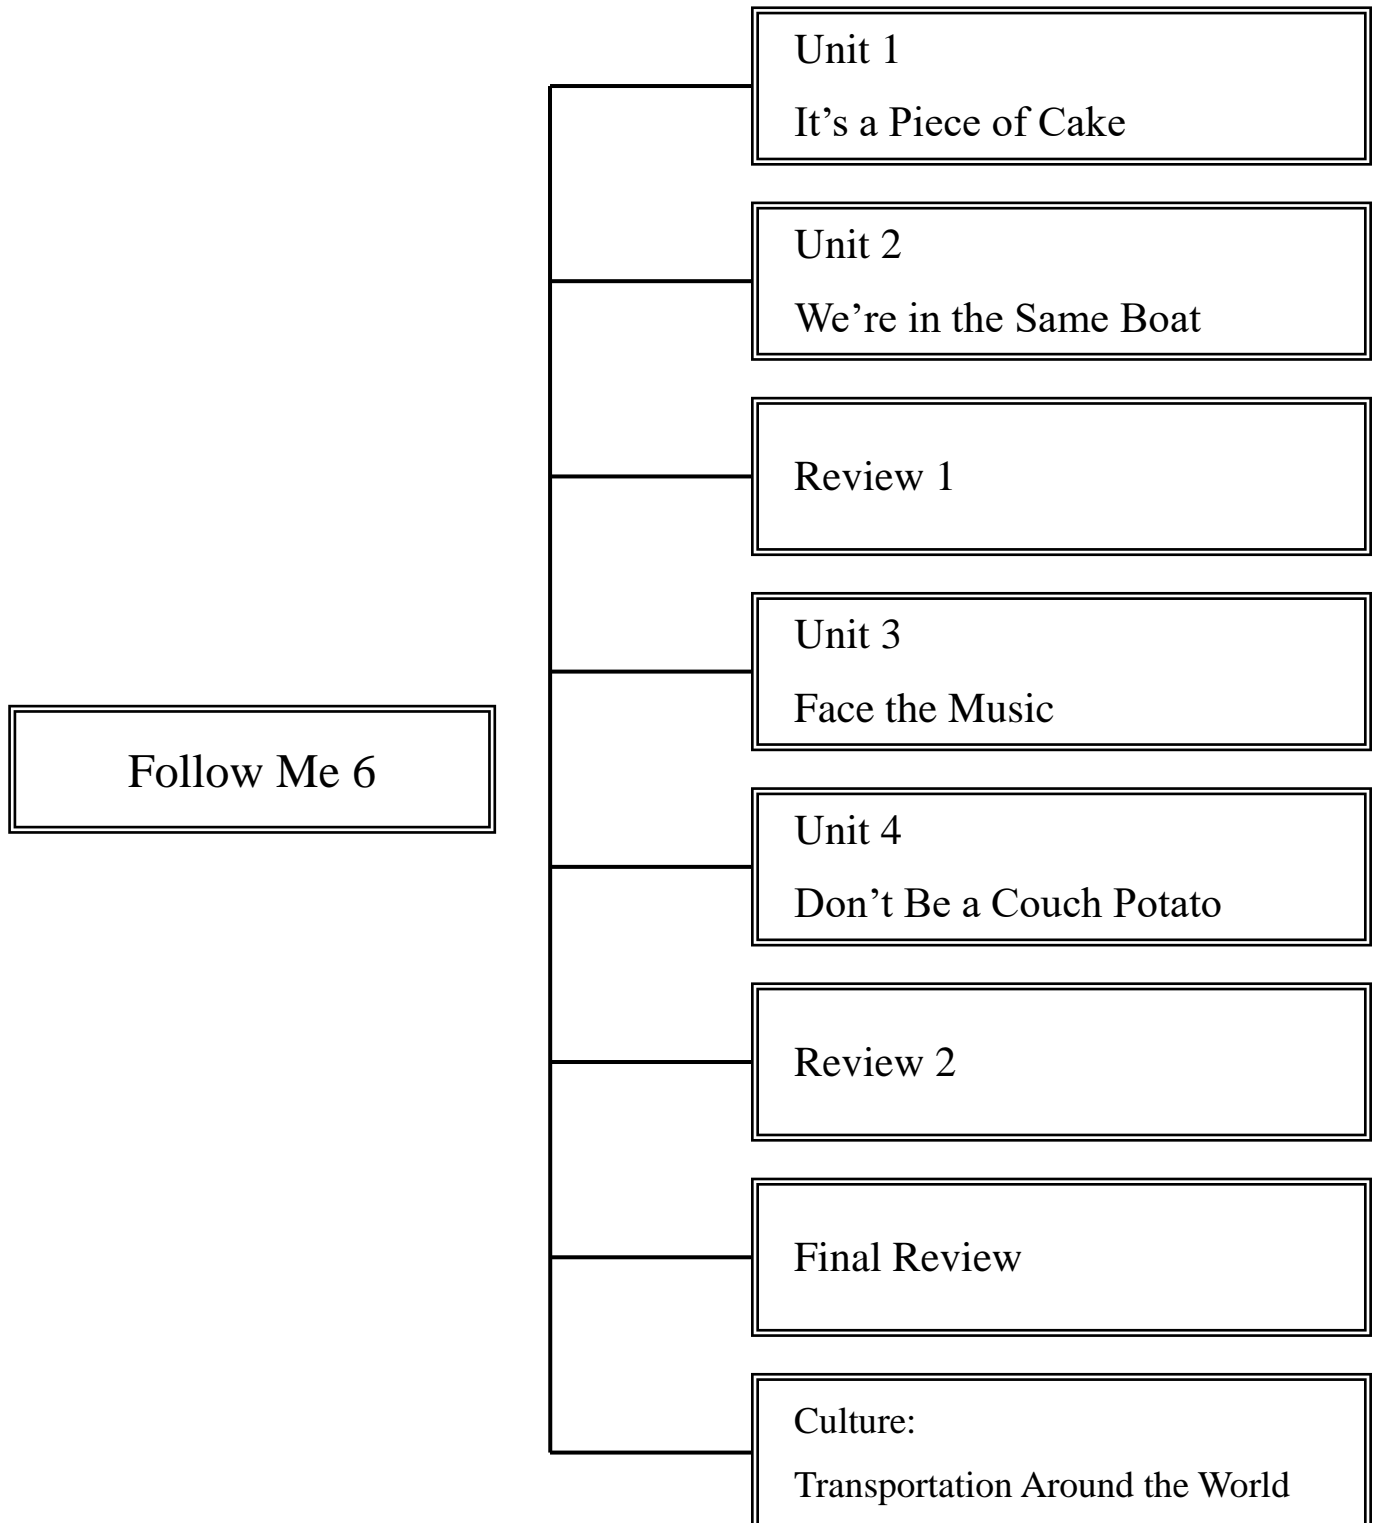 Follow Me 6
Unit 1
It’s a Piece of Cake
Unit 2
We’re in the Same Boat
Review 1
Unit 3
Face the Music
Unit 4
Don’t Be a Couch Potato
Review 2
Final Review
Culture:
Transportation Around the World